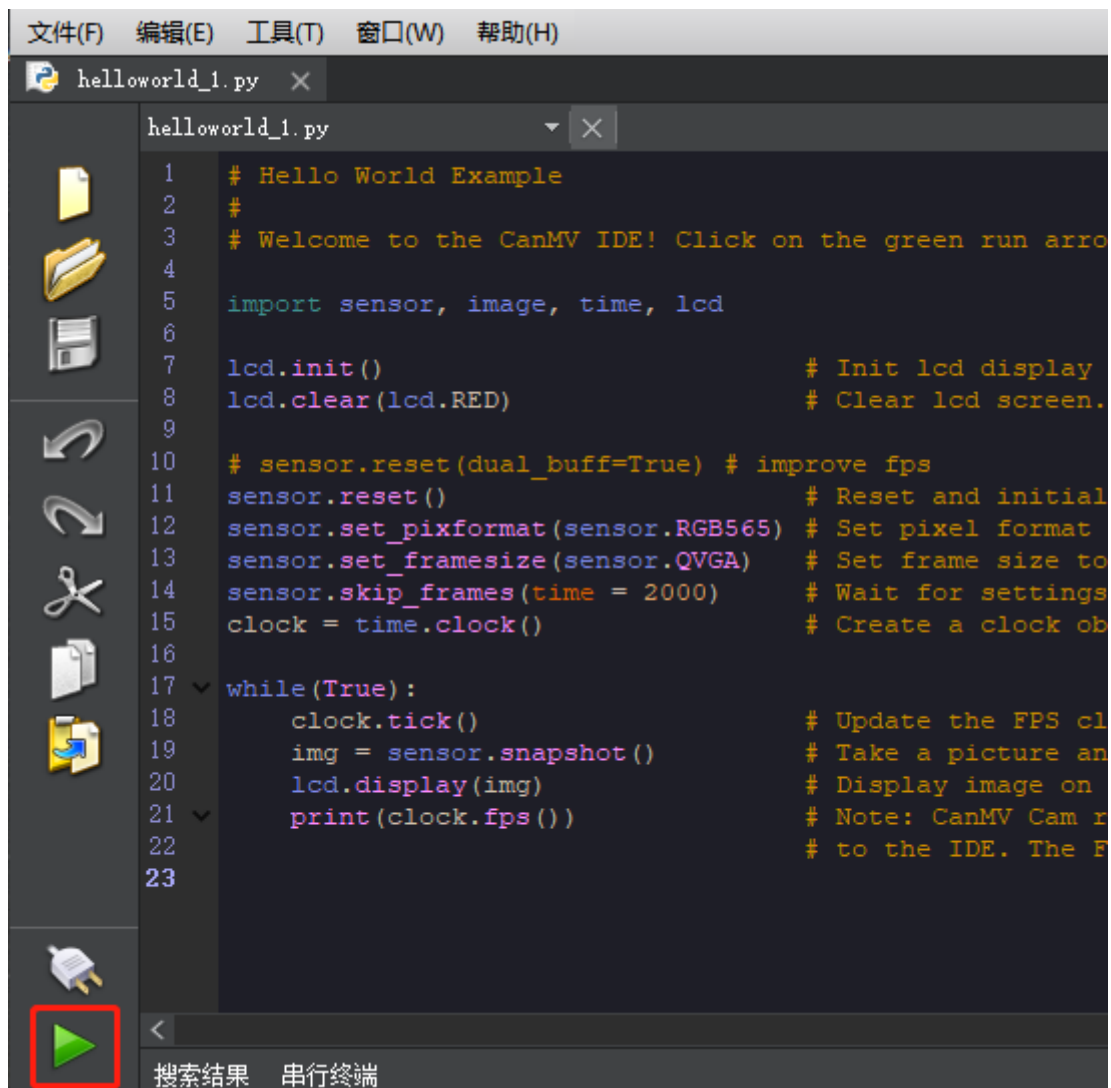 文件(F) 编辑(E) 工具(T) 窗口(W) 帮助(H)
helloworld_1.py
helloworld_1.py
1 # Hello World Example
2 #
3 # Welcome to the CanMV IDE! Click on the green run arro
4
5 import sensor, image, time, lcd
6
7 lcd.init() # Init lcd display
8 lcd.clear(lcd.RED) # Clear lcd screen.
9
10 # sensor.reset(dual_buff=True) # improve fps
11 sensor.reset() # Reset and initial
12 sensor.set_pixformat(sensor.RGB565) # Set pixel format
13 sensor.set_framesize(sensor.QVGA) # Set frame size to
14 sensor.skip_frames(time = 2000) # Wait for settings
15 clock = time.clock() # Create a clock ob
16
17 while(True):
18     clock.tick() # Update the FPS cl
19     img = sensor.snapshot() # Take a picture an
20     lcd.display(img) # Display image on
21     print(clock.fps()) # Note: CanMV Cam r
22 # to the IDE. The F
23
搜索结果 串行终端